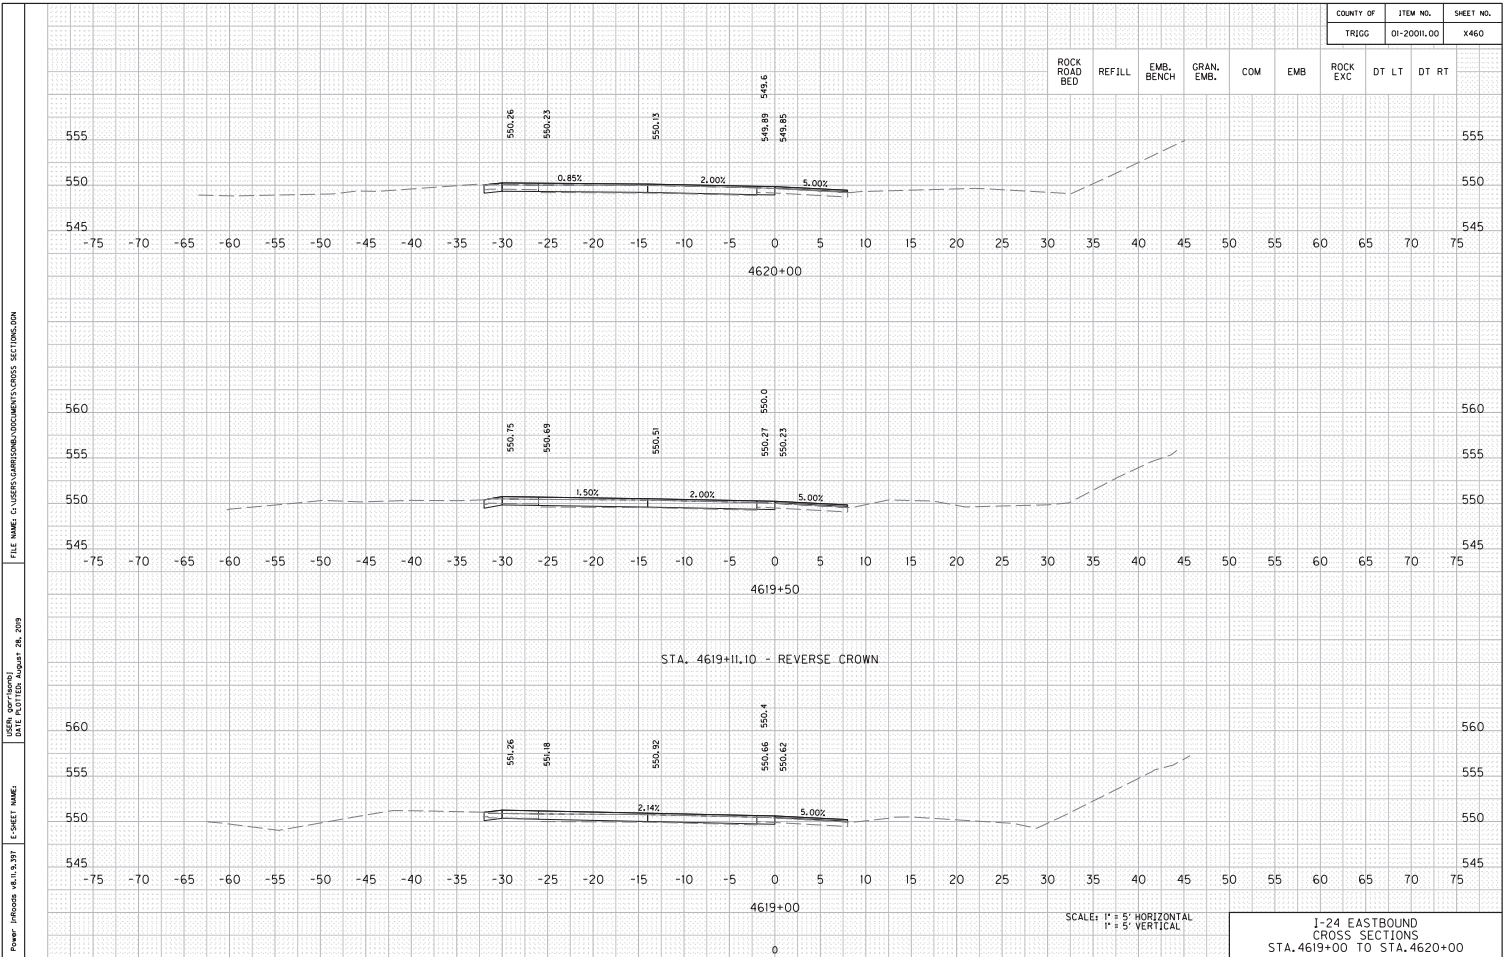 COUNTY OF ITEM NO. SHEET NO.
TRIGG 01-20011.00 X460
ROCK ROAD BED REFILL EMB. BENCH GRAN. EMB. COM EMB ROCK EXC DT LT DT RT
550.26 550.23 550.13 549.89 549.6 549.85
555 555
550 0.85% 2.00% 5.00% 550
545 545
-75 -70 -65 -60 -55 -50 -45 -40 -35 -30 -25 -20 -15 -10 -5 0 5 10 15 20 25 30 35 40 45 50 55 60 65 70 75
4620+00
560 560
550.75 550.69 550.51 550.27 550.0 550.23
555 555
550 1.50% 2.00% 5.00% 550
545 545
-75 -70 -65 -60 -55 -50 -45 -40 -35 -30 -25 -20 -15 -10 -5 0 5 10 15 20 25 30 35 40 45 50 55 60 65 70 75
4619+50
STA. 4619+11.10 - REVERSE CROWN
560 560
551.26 551.18 550.92 550.66 550.4 550.62
555 555
550 2.14% 5.00% 550
545 545
-75 -70 -65 -60 -55 -50 -45 -40 -35 -30 -25 -20 -15 -10 -5 0 5 10 15 20 25 30 35 40 45 50 55 60 65 70 75
4619+00
0
SCALE: 1" = 5' HORIZONTAL
1" = 5' VERTICAL
I-24 EASTBOUND
CROSS SECTIONS
STA.4619+00 TO STA.4620+00
FILE NAME: C:\USERS\GARRISONBJ\DOCUMENTS\CROSS SECTIONS.DGN
USER: garrisonbj
DATE PLOTTED: August 28, 2019
E-SHEET NAME:
Power InRoads v8.11.9.397